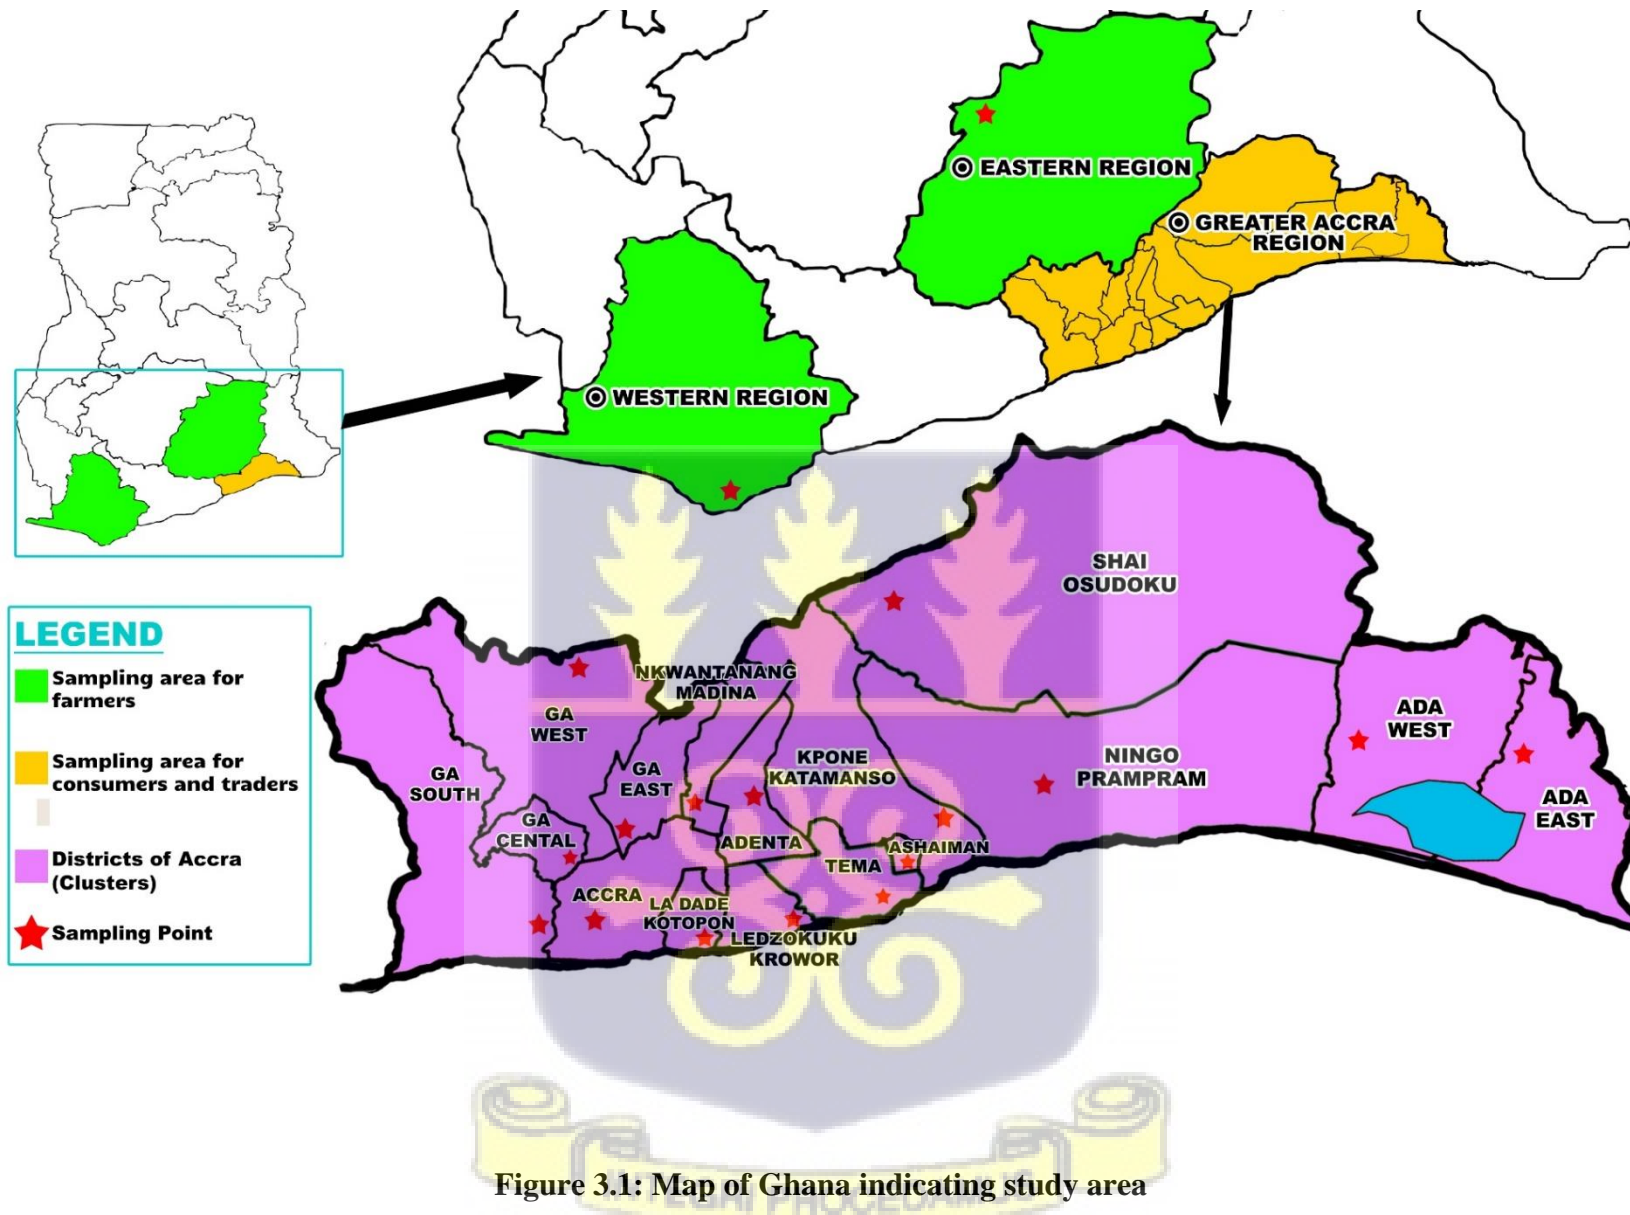 EASTERN REGION
GREATER ACCRA
REGION
WESTERN REGION
LEGEND
Sampling area for
farmers
Sampling area for
consumers and traders
Districts of Accra
(Clusters)
Sampling Point
SHAI
OSUDOKU
NKWANTANANG
MADINA
GA
WEST
GA
SOUTH
GA
EAST
GA
CENTAL
KPONE
KATAMANSO
NINGO
PRAMPRAM
ADA
WEST
ADA
EAST
ADENTA
ASHAIMAN
TEMA
ACCRA
LA DADE
KOTOPON
LEDZOKUKU
KROWOR
Figure 3.1: Map of Ghana indicating study area
INTEGRI PROCEDAMUS